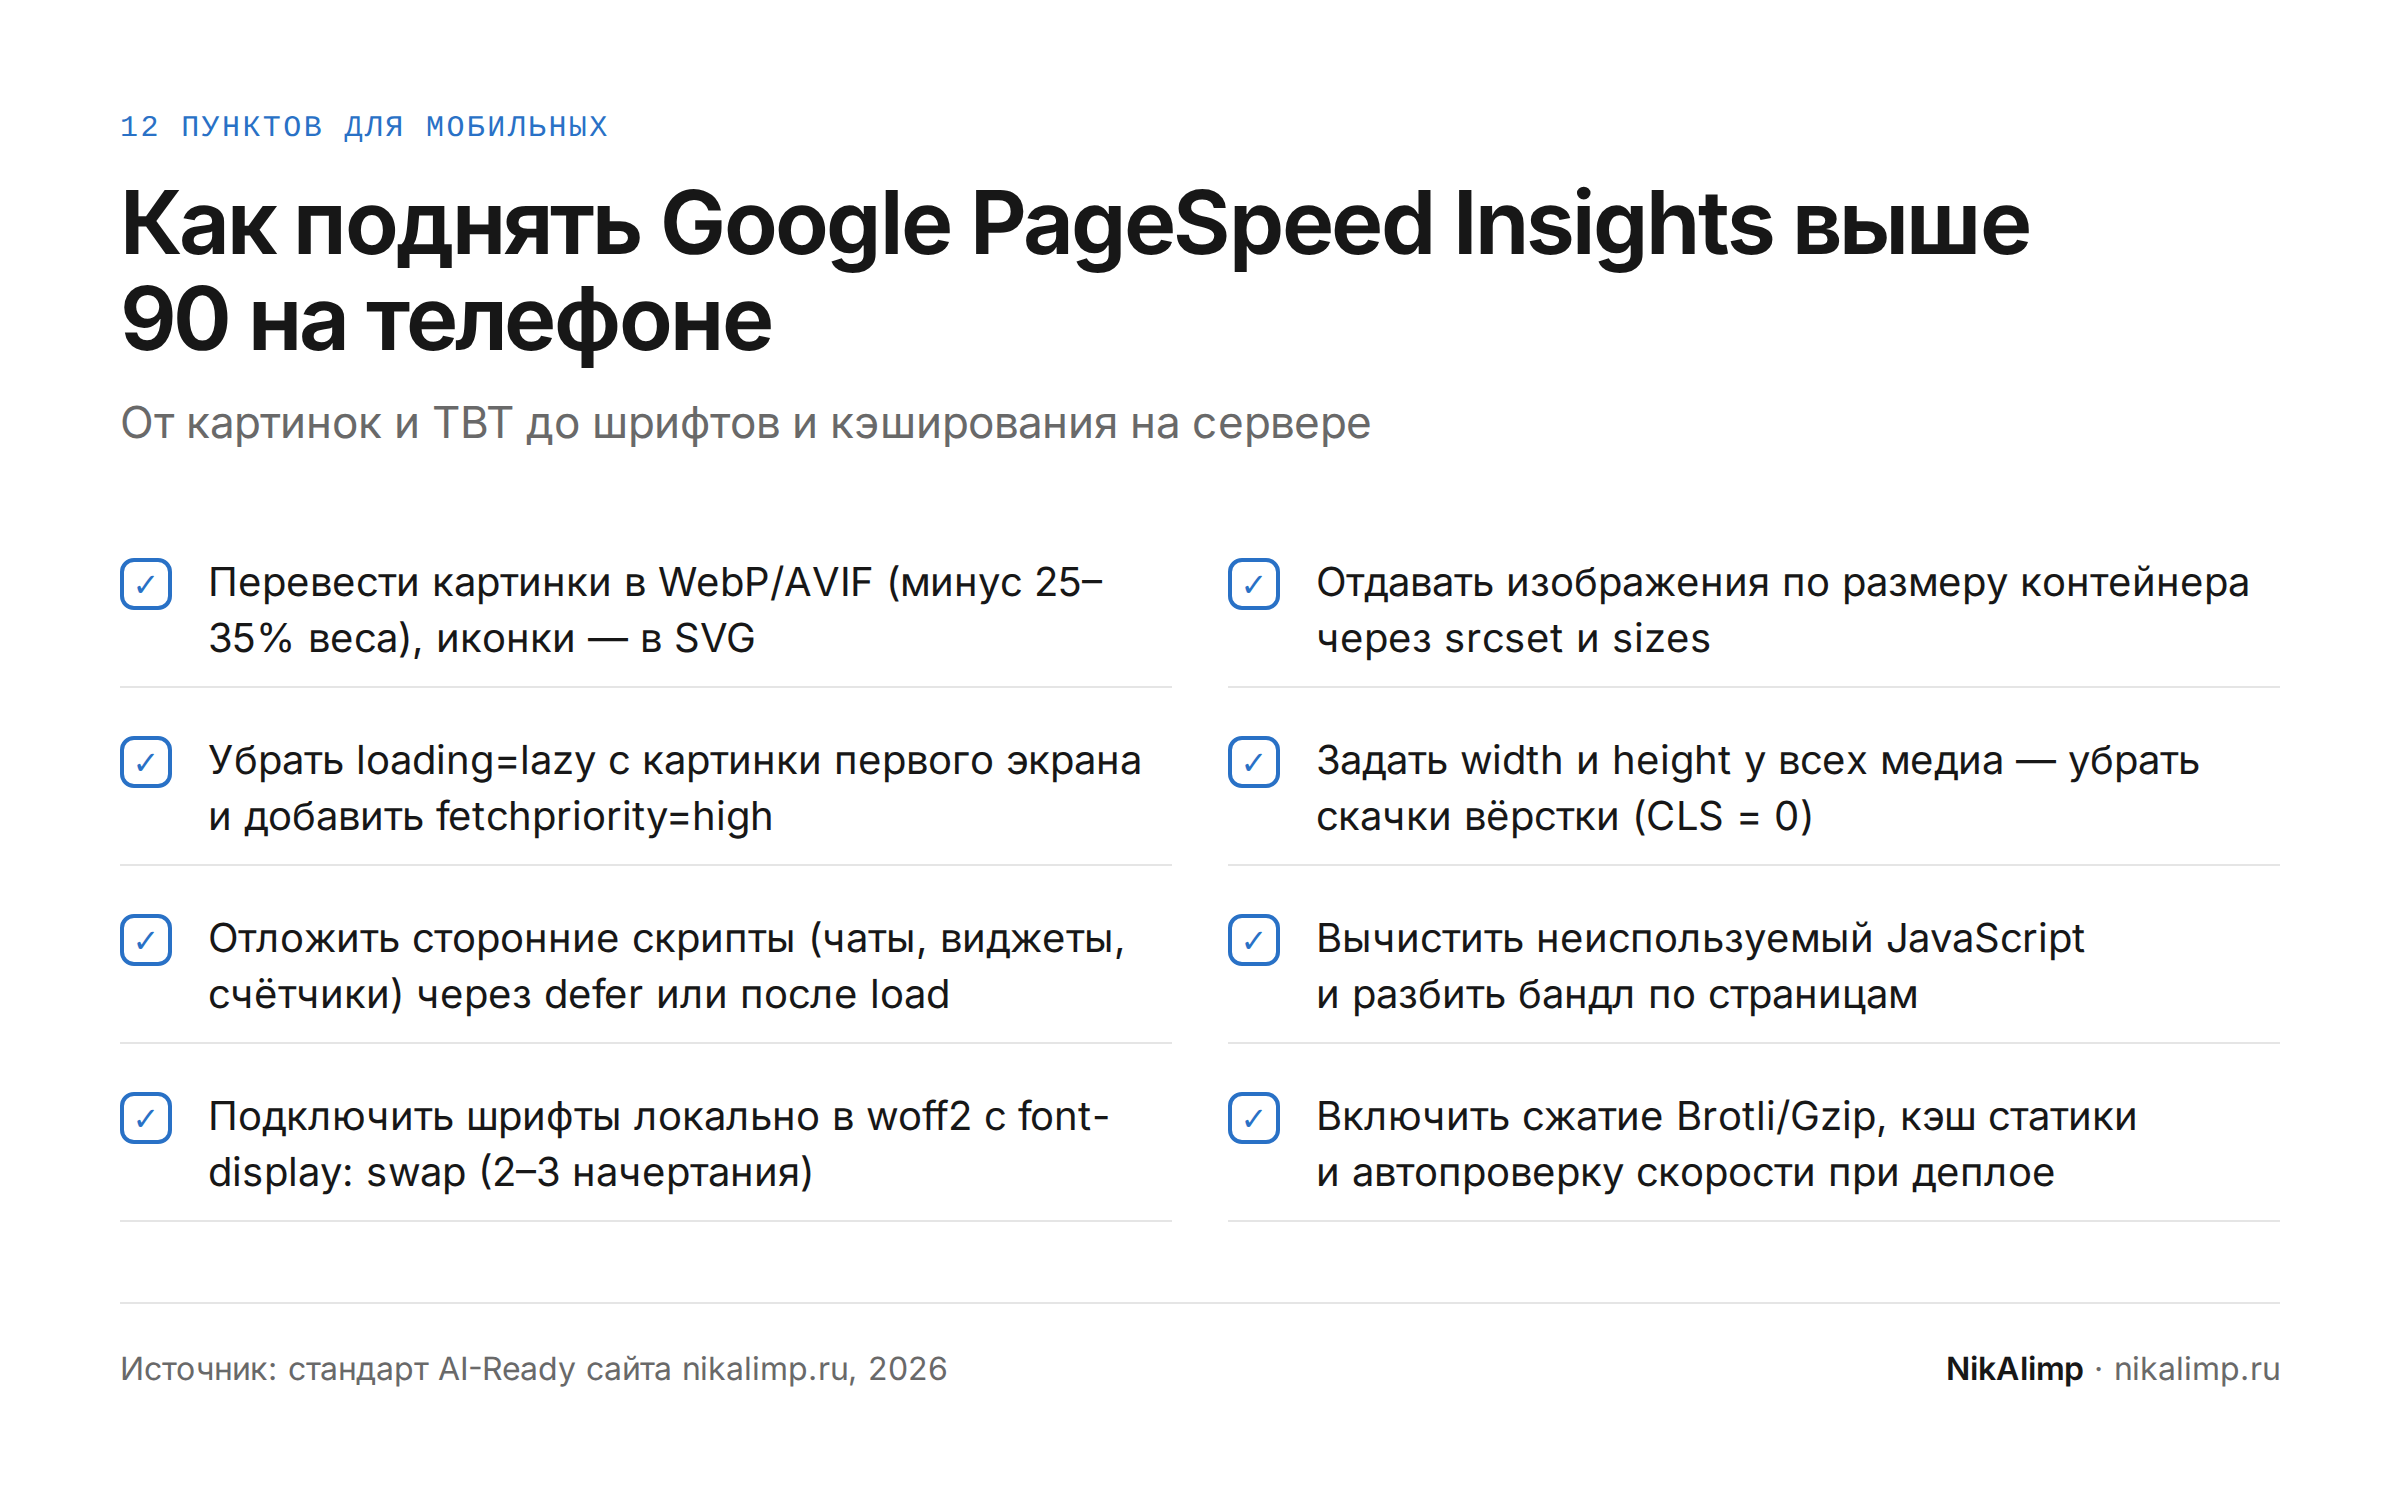 12 ПУНКТОВ ДЛЯ МОБИЛЬНЫХ
Как поднять Google PageSpeed Insights выше
90 на телефоне
От картинок и TBT до шрифтов и кэширования на сервере
✓ Перевести картинки в WebP/AVIF (минус 25–
35% веса), иконки — в SVG
✓ Отдавать изображения по размеру контейнера
через srcset и sizes
✓ Убрать loading=lazy с картинки первого экрана
и добавить fetchpriority=high
✓ Задать width и height у всех медиа — убрать
скачки вёрстки (CLS = 0)
✓ Отложить сторонние скрипты (чаты, виджеты,
счётчики) через defer или после load
✓ Вычистить неиспользуемый JavaScript
и разбить бандл по страницам
✓ Подключить шрифты локально в woff2 с font-
display: swap (2–3 начертания)
✓ Включить сжатие Brotli/Gzip, кэш статики
и автопроверку скорости при деплое
Источник: стандарт AI-Ready сайта nikalimp.ru, 2026
NikAlimp · nikalimp.ru